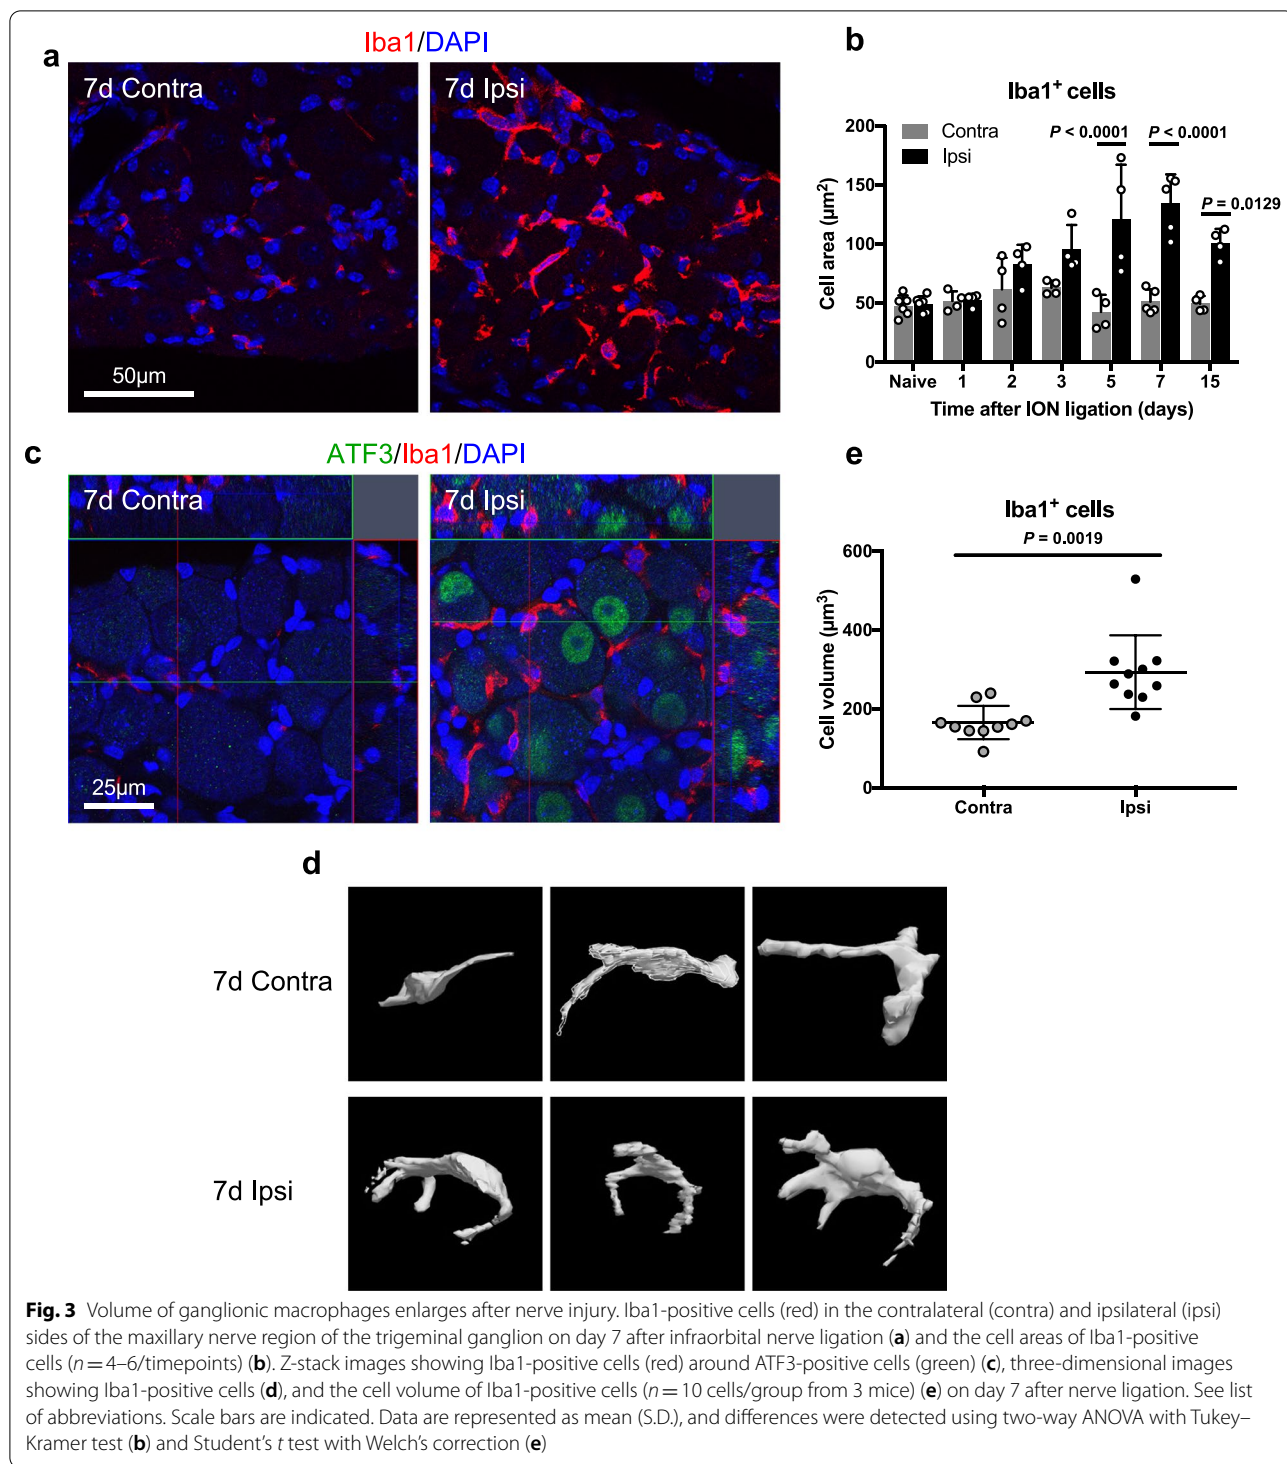 a
Iba1/DAPI
7d Contra
7d Ipsi
50μm
b
Iba1+ cells
Contra
Ipsi
P < 0.0001
P < 0.0001
P = 0.0129
Cell area (μm²)
200
150
100
50
0
Naive 1 2 3 5 7 15
Time after ION ligation (days)
c
ATF3/Iba1/DAPI
7d Contra
7d Ipsi
25μm
e
Iba1+ cells
P = 0.0019
Cell volume (μm³)
600
400
200
0
Contra Ipsi
d
7d Contra
7d Ipsi
Fig. 3 Volume of ganglionic macrophages enlarges after nerve injury. Iba1-positive cells (red) in the contralateral (contra) and ipsilateral (ipsi)
sides of the maxillary nerve region of the trigeminal ganglion on day 7 after infraorbital nerve ligation (a) and the cell areas of Iba1-positive
cells (n = 4–6/timepoints) (b). Z-stack images showing Iba1-positive cells (red) around ATF3-positive cells (green) (c), three-dimensional images
showing Iba1-positive cells (d), and the cell volume of Iba1-positive cells (n = 10 cells/group from 3 mice) (e) on day 7 after nerve ligation. See list
of abbreviations. Scale bars are indicated. Data are represented as mean (S.D.), and differences were detected using two-way ANOVA with Tukey–
Kramer test (b) and Student's t test with Welch's correction (e)